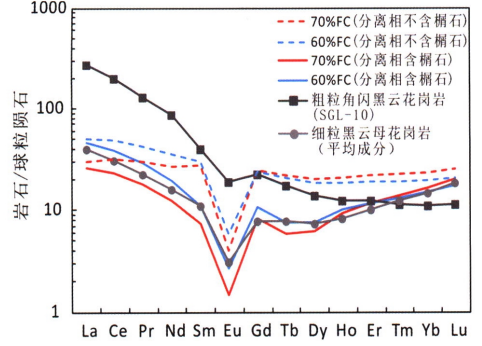 1000
100
10
1
岩石/球粒陨石
70%FC(分离相不含榍石)
60%FC(分离相不含榍石)
70%FC(分离相含榍石)
60%FC(分离相含榍石)
粗粒角闪黑云花岗岩
(SGL-10)
细粒黑云母花岗岩
(平均成分)
La Ce Pr Nd Sm Eu Gd Tb Dy Ho Er Tm Yb Lu